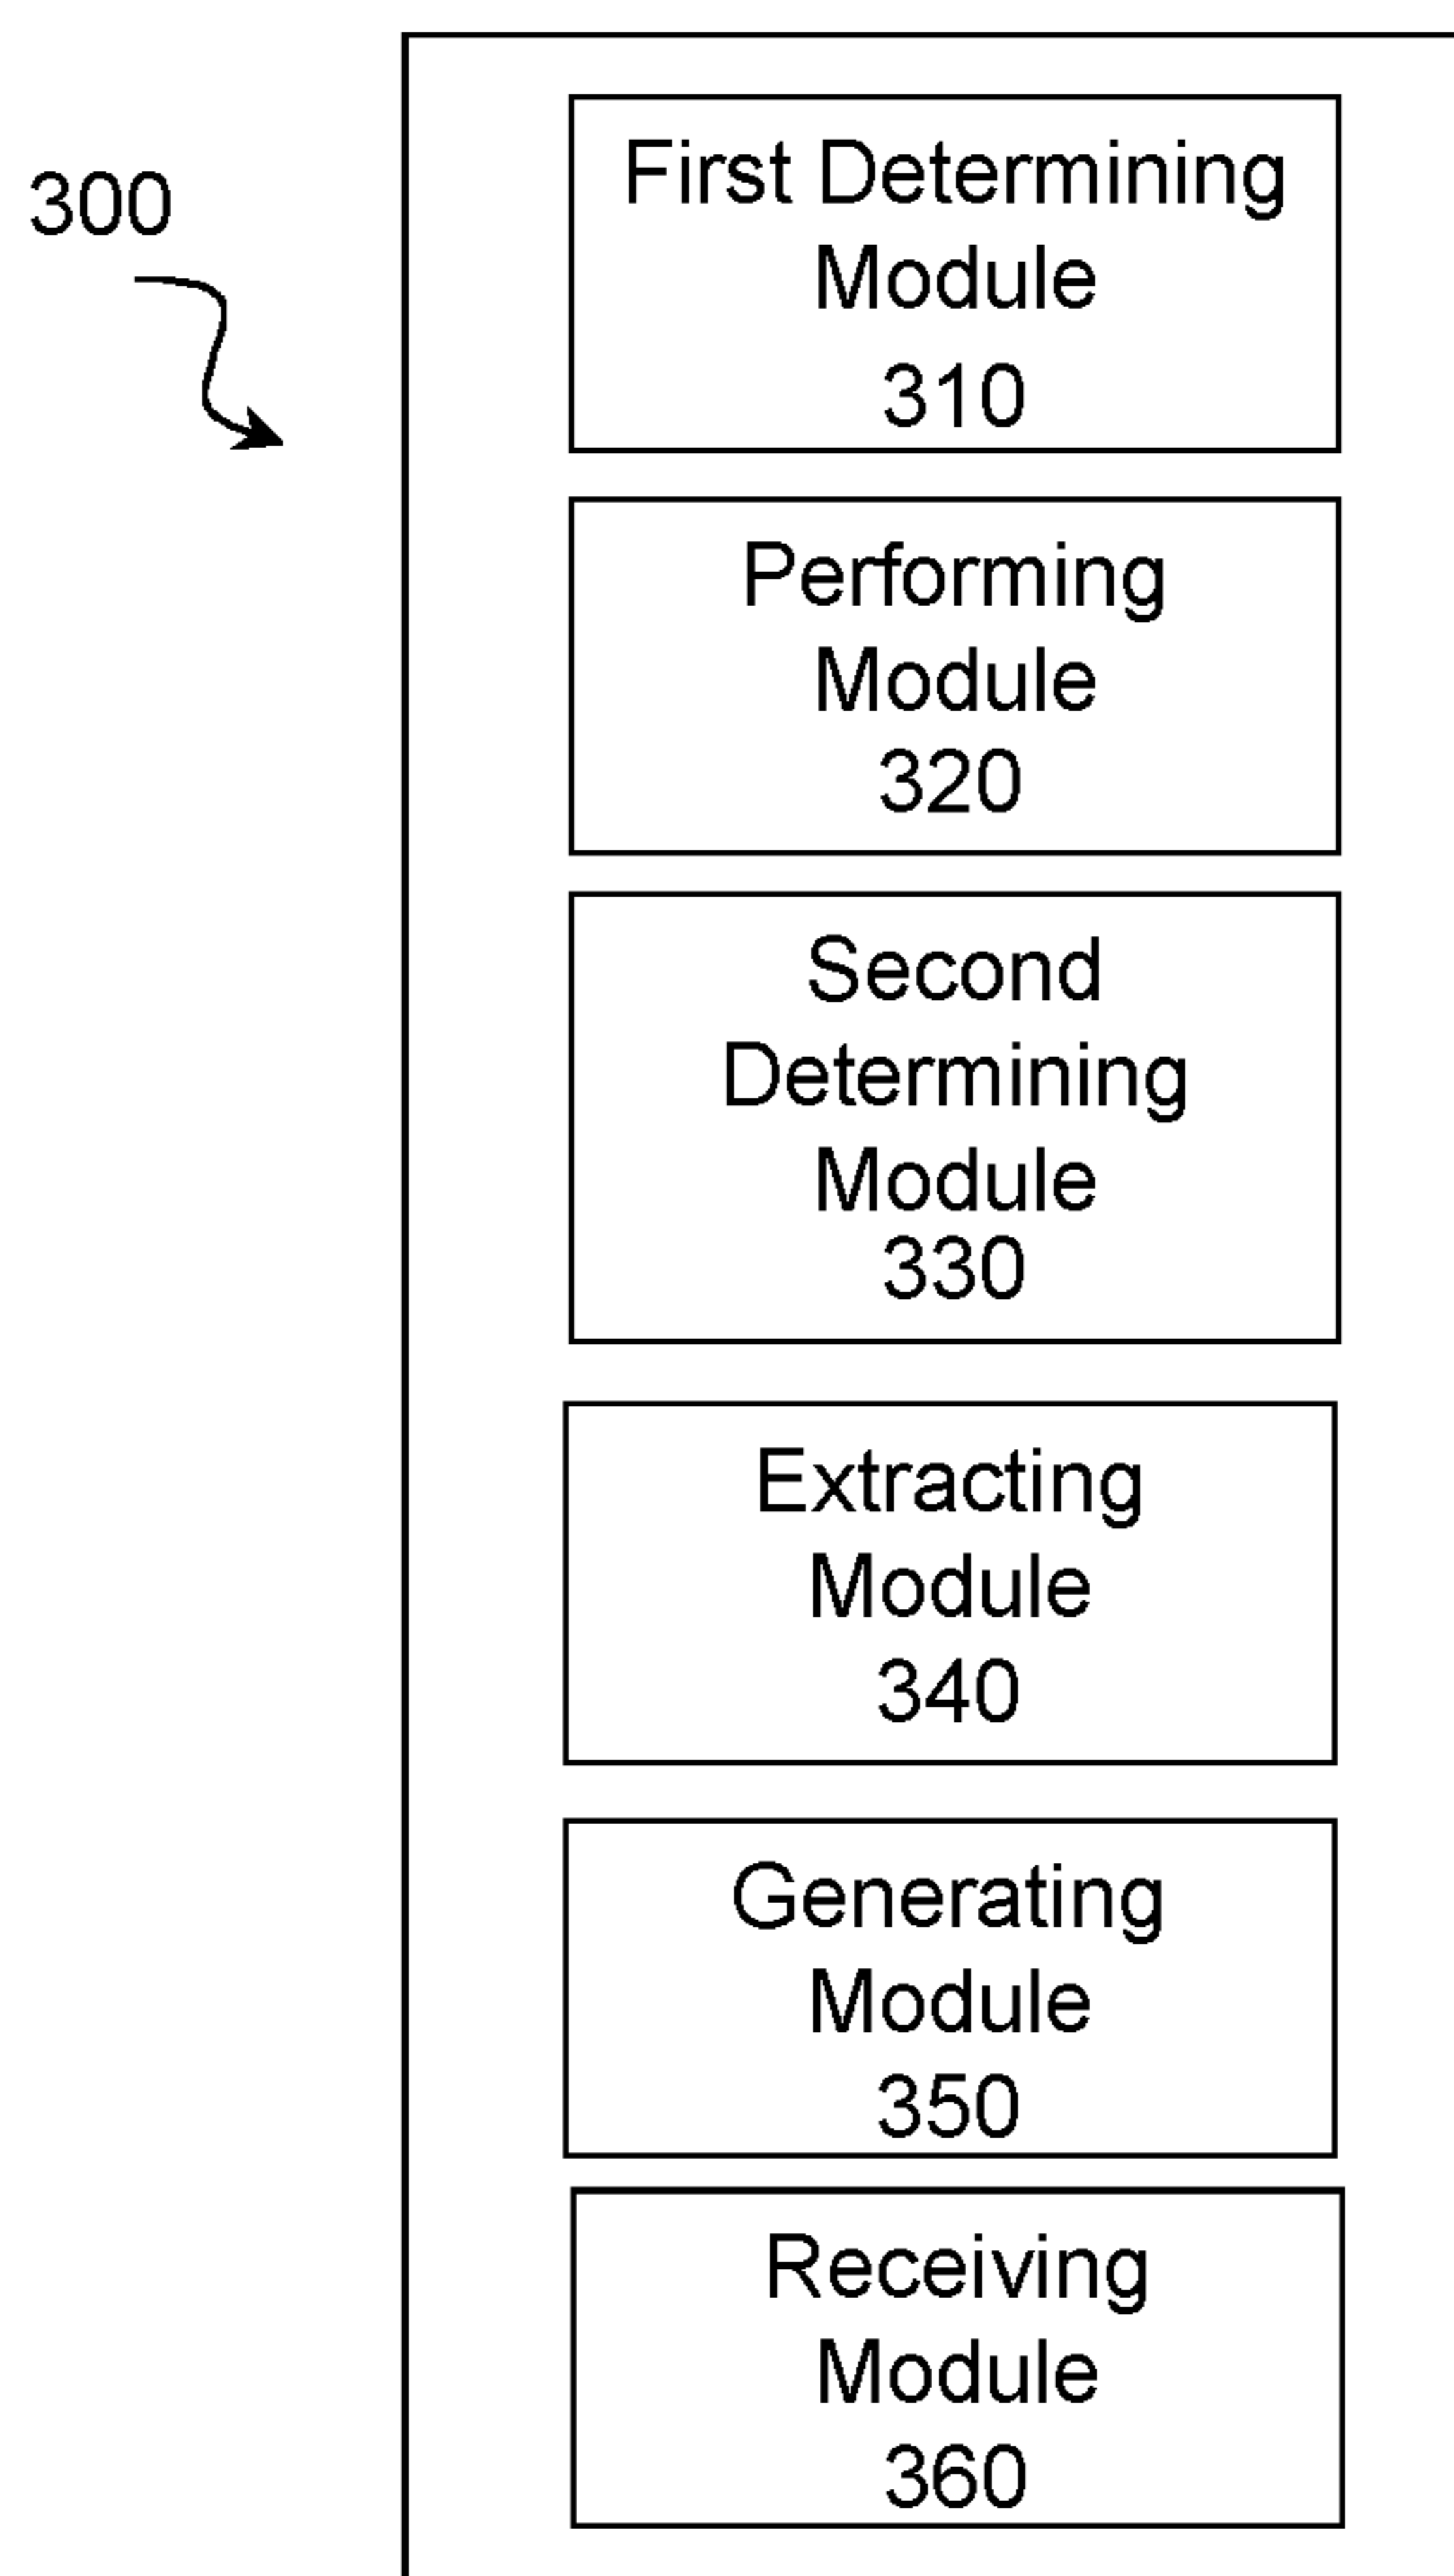 300
First Determining
Module
310
Performing
Module
320
Second
Determining
Module
330
Extracting
Module
340
Generating
Module
350
Receiving
Module
360